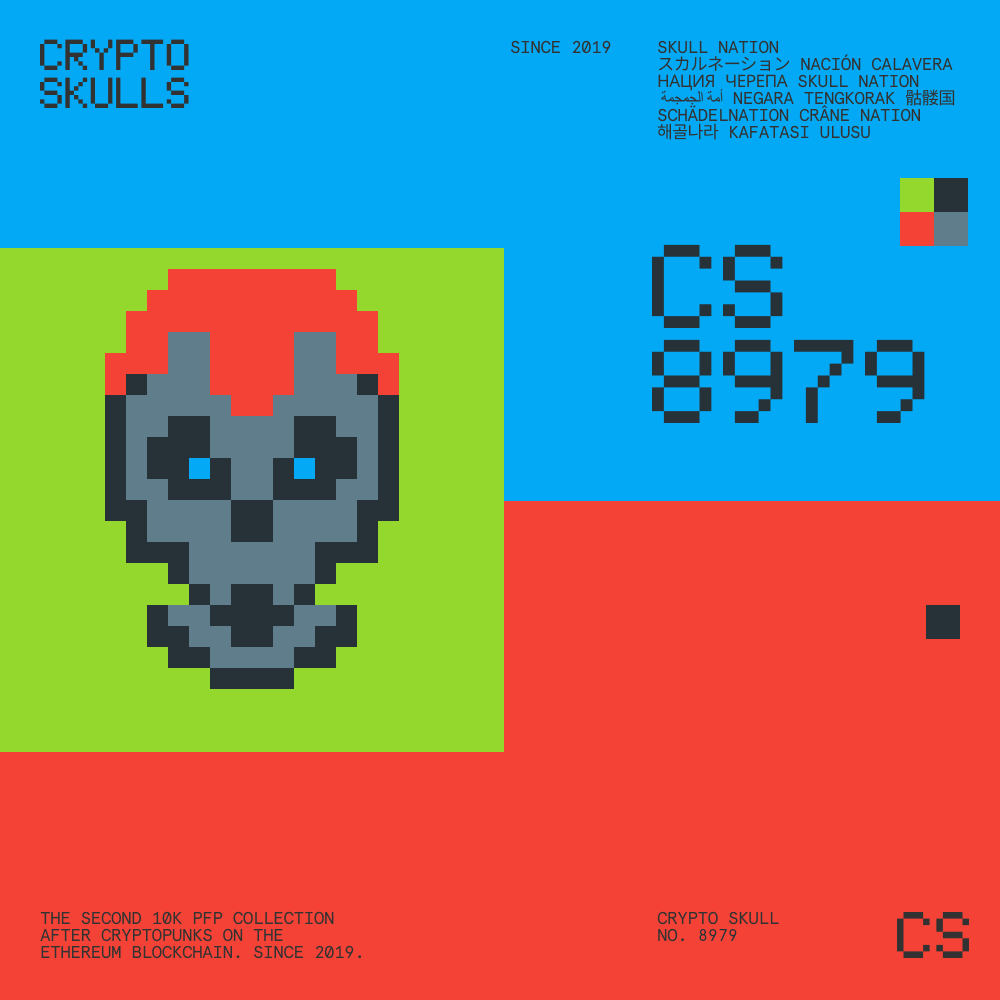 CRYPTO
SKULLS
SINCE 2019
SKULL NATION
スカルネーション NACIÓN CALAVERA
НАЦИЯ ЧЕРЕПА SKULL NATION
أمة الجمجمة NEGARA TENGKORAK 骷髅国
SCHÄDELNATION CRÂNE NATION
해골나라 KAFATASI ULUSU
CS
8979
THE SECOND 10K PFP COLLECTION
AFTER CRYPTOPUNKS ON THE
ETHEREUM BLOCKCHAIN. SINCE 2019.
CRYPTO SKULL
NO. 8979
CS